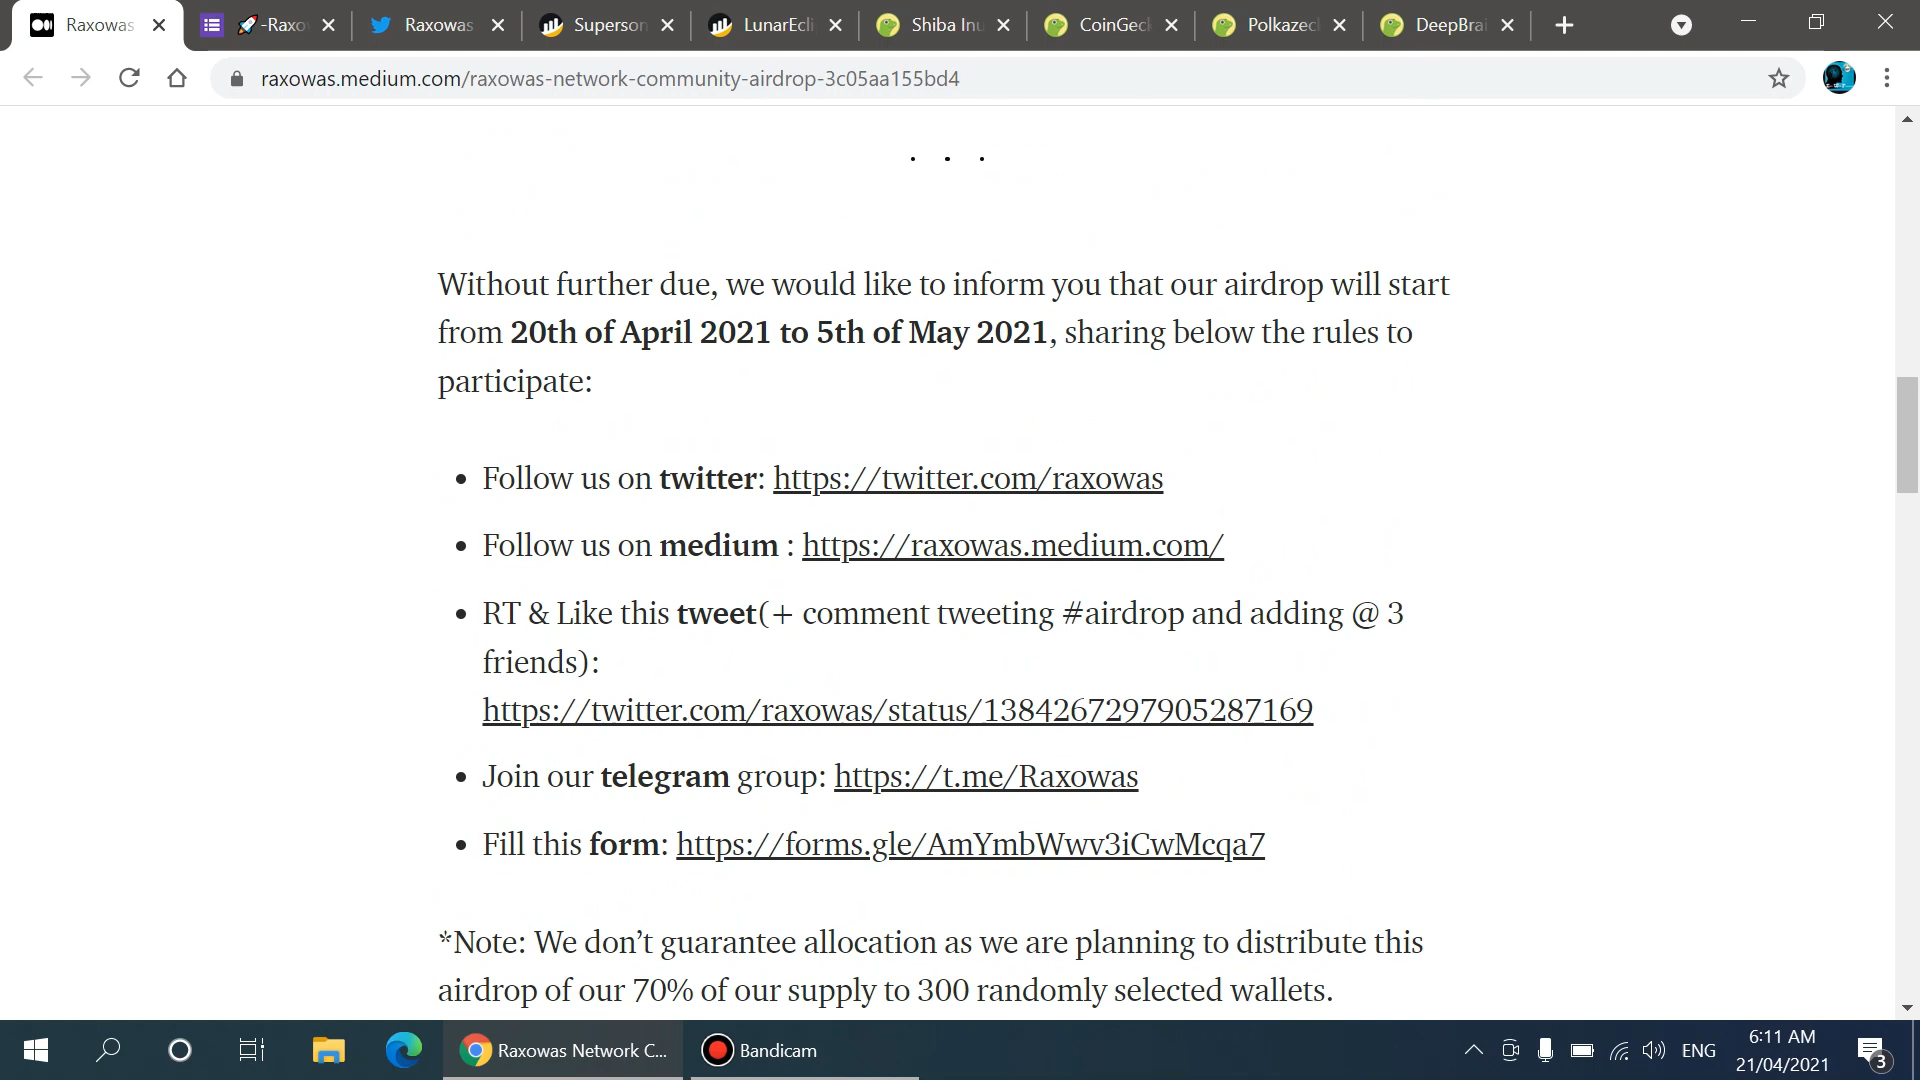 Raxowas
-Raxo
Raxowas
Superson
LunarEcli
Shiba Inu
CoinGeck
Polkazec
DeepBrai
raxowas.medium.com/raxowas-network-community-airdrop-3c05aa155bd4
. . .
Without further due, we would like to inform you that our airdrop will start
from 20th of April 2021 to 5th of May 2021, sharing below the rules to
participate:
• Follow us on twitter: https://twitter.com/raxowas
• Follow us on medium : https://raxowas.medium.com/
• RT & Like this tweet(+ comment tweeting #airdrop and adding @ 3
friends):
https://twitter.com/raxowas/status/1384267297905287169
• Join our telegram group: https://t.me/Raxowas
• Fill this form: https://forms.gle/AmYmbWwv3iCwMcqa7
*Note: We don’t guarantee allocation as we are planning to distribute this
airdrop of our 70% of our supply to 300 randomly selected wallets.
Raxowas Network C...
Bandicam
ENG
6:11 AM
21/04/2021
3